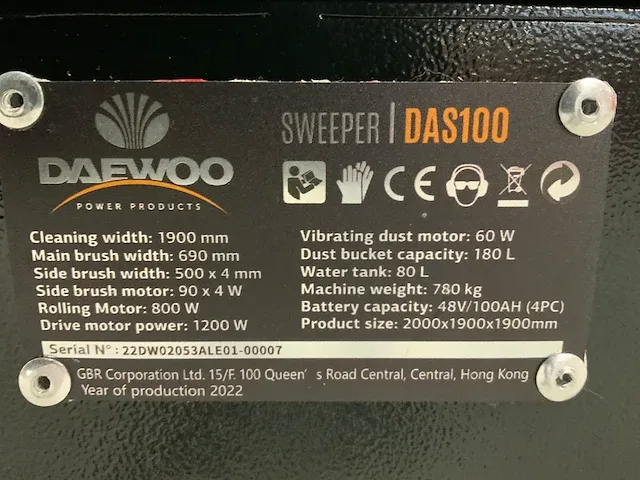 DAEWOO
POWER PRODUCTS
SWEEPER | DAS100
CE
Cleaning width: 1900 mm
Main brush width: 690 mm
Side brush width: 500 x 4 mm
Side brush motor: 90 x 4 W
Rolling Motor: 800 W
Drive motor power: 1200 W
Vibrating dust motor: 60 W
Dust bucket capacity: 180 L
Water tank: 80 L
Machine weight: 780 kg
Battery capacity: 48V/100AH (4PC)
Product size: 2000x1900x1900mm
Serial N° : 22DW02053ALE01-00007
GBR Corporation Ltd. 15/F. 100 Queen' s Road Central, Central, Hong Kong
Year of production 2022